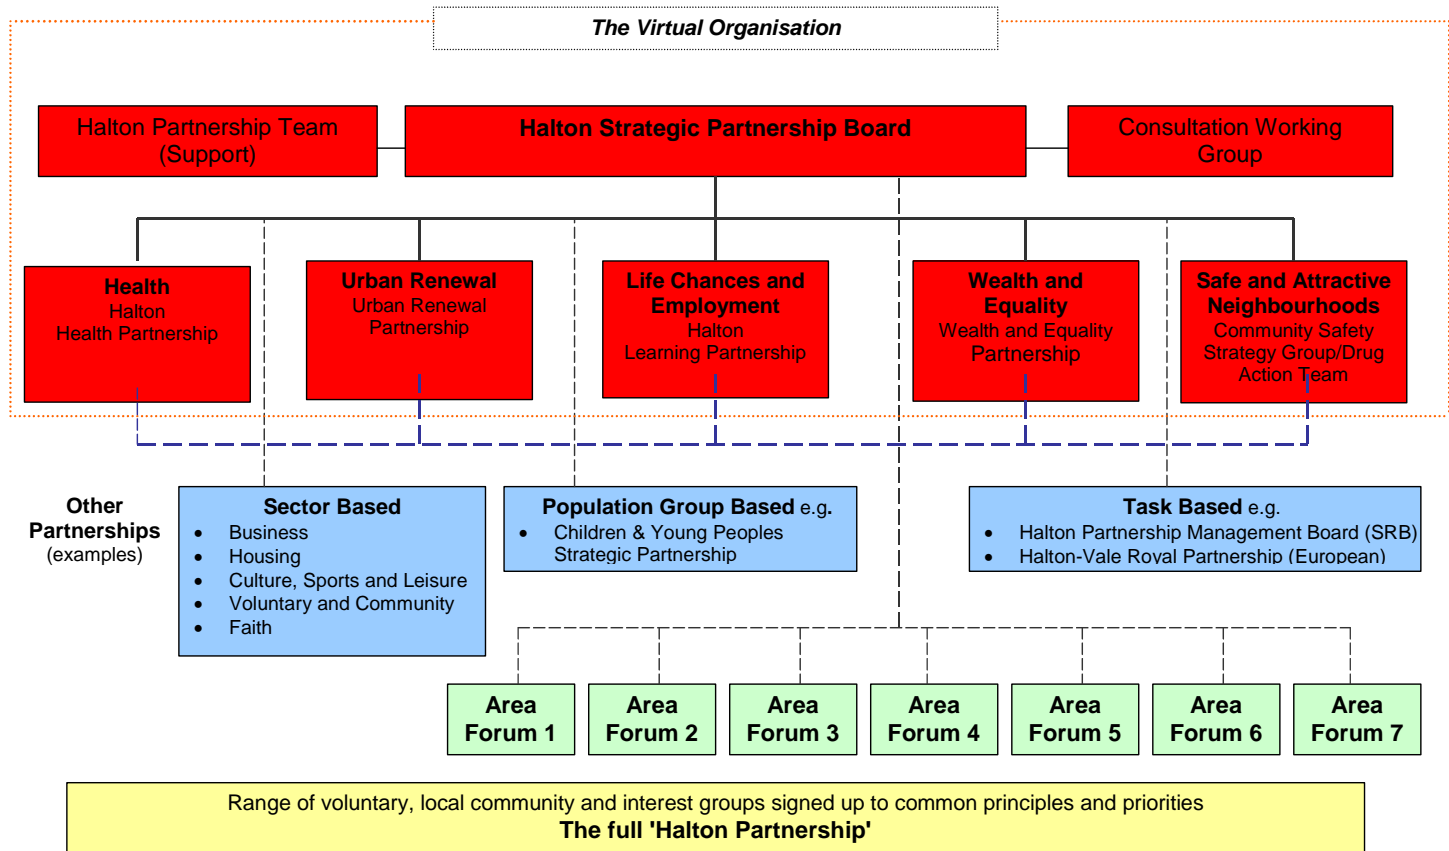 The Virtual Organisation
Halton Partnership Team
(Support)
Halton Strategic Partnership Board
Consultation Working
Group
Health
Halton
Health Partnership
Urban Renewal
Urban Renewal
Partnership
Life Chances and
Employment
Halton
Learning Partnership
Wealth and
Equality
Wealth and Equality
Partnership
Safe and Attractive
Neighbourhoods
Community Safety
Strategy Group/Drug
Action Team
Other
Partnerships
(examples)
Sector Based
• Business
• Housing
• Culture, Sports and Leisure
• Voluntary and Community
• Faith
Population Group Based e.g.
• Children & Young Peoples
Strategic Partnership
Task Based e.g.
• Halton Partnership Management Board (SRB)
• Halton-Vale Royal Partnership (European)
Area
Forum 1
Area
Forum 2
Area
Forum 3
Area
Forum 4
Area
Forum 5
Area
Forum 6
Area
Forum 7
Range of voluntary, local community and interest groups signed up to common principles and priorities
The full 'Halton Partnership'